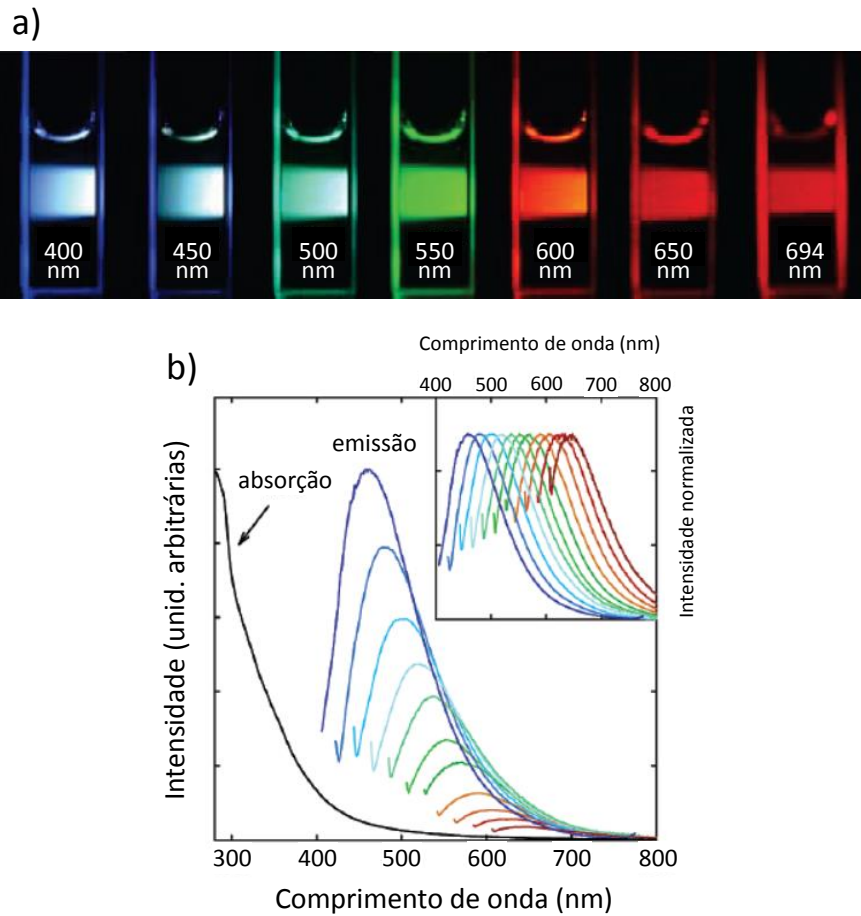 a)
400 nm
450 nm
500 nm
550 nm
600 nm
650 nm
694 nm
b)
Comprimento de onda (nm)
400 500 600 700 800
Intensidade normalizada
emissão
absorção
Intensidade (unid. arbitrárias)
300 400 500 600 700 800
Comprimento de onda (nm)